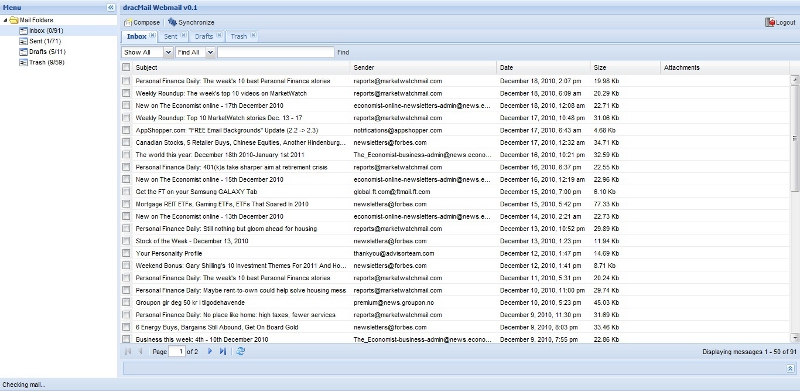 Menu
dracMail Webmail v0.1
Mail Folders
Inbox (0/91)
Sent (1/71)
Drafts (5/11)
Trash (9/59)
Compose Synchronize Logout
Inbox Sent Drafts Trash
Show All Find All Find
Subject Sender Date Size Attachments
Personal Finance Daily: The week's 10 best Personal Finance stories reports@marketwatchmail.com December 18, 2010, 2:07 pm 19.98 Kb
Weekly Roundup: The week's top 10 videos on MarketWatch reports@marketwatchmail.com December 18, 2010, 6:09 am 20.29 Kb
New on The Economist online - 17th December 2010 economist-online-newsletters-admin@news.e... December 18, 2010, 12:08 am 22.71 Kb
Weekly Roundup: Top 10 MarketWatch stories Dec. 13 - 17 reports@marketwatchmail.com December 17, 2010, 10:48 pm 31.06 Kb
AppShopper.com: "FREE Email Backgrounds" Update (2.2 -> 2.3) notifications@appshopper.com December 17, 2010, 6:43 am 4.68 Kb
Canadian Stocks, 5 Retailer Buys, Chinese Equities, Another Hindenburg... newsletters@forbes.com December 17, 2010, 12:32 am 34.71 Kb
The world this year: December 18th 2010-January 1st 2011 The_Economist-business-admin@news.econo... December 16, 2010, 10:21 pm 32.59 Kb
Personal Finance Daily: 401(k)s take sharper aim at retirement crisis reports@marketwatchmail.com December 16, 2010, 8:37 pm 22.55 Kb
New on The Economist online - 15th December 2010 economist-online-newsletters-admin@news.e... December 16, 2010, 12:19 am 22.96 Kb
Get the FT on your Samsung GALAXY Tab global.ft.com@ftmail.ft.com December 15, 2010, 7:00 pm 8.10 Kb
Mortgage REIT ETFs, Gaming ETFs, ETFs That Soared In 2010 newsletters@forbes.com December 15, 2010, 5:42 pm 77.33 Kb
New on The Economist online - 13th December 2010 economist-online-newsletters-admin@news.e... December 14, 2010, 2:21 am 22.73 Kb
Personal Finance Daily: Still nothing but gloom ahead for housing reports@marketwatchmail.com December 13, 2010, 10:52 pm 29.89 Kb
Stock of the Week - December 13, 2010 newsletters@forbes.com December 13, 2010, 1:23 pm 11.94 Kb
Your Personality Profile thankyou@advisorteam.com December 12, 2010, 1:47 pm 14.69 Kb
Weekend Bonus: Gary Shilling's 10 Investment Themes For 2011 And Ho... newsletters@forbes.com December 12, 2010, 1:41 pm 8.71 Kb
Personal Finance Daily: The week's 10 best Personal Finance stories reports@marketwatchmail.com December 11, 2010, 5:31 pm 20.24 Kb
Personal Finance Daily: Maybe rent-to-own could help solve housing mess reports@marketwatchmail.com December 10, 2010, 11:00 pm 29.74 Kb
Groupon gir deg 50 kr i tilgodehavende premium@news.groupon.no December 10, 2010, 5:23 pm 45.03 Kb
Personal Finance Daily: No place like home: high taxes, fewer services reports@marketwatchmail.com December 9, 2010, 11:30 pm 31.69 Kb
6 Energy Buys, Bargains Still Abound, Get On Board Gold newsletters@forbes.com December 9, 2010, 8:03 pm 33.46 Kb
Business this week: 4th - 10th December 2010 The_Economist-business-admin@news.econo... December 9, 2010, 7:55 pm 22.86 Kb
Page 1 of 2 Displaying messages 1 - 50 of 91
Checking mail...